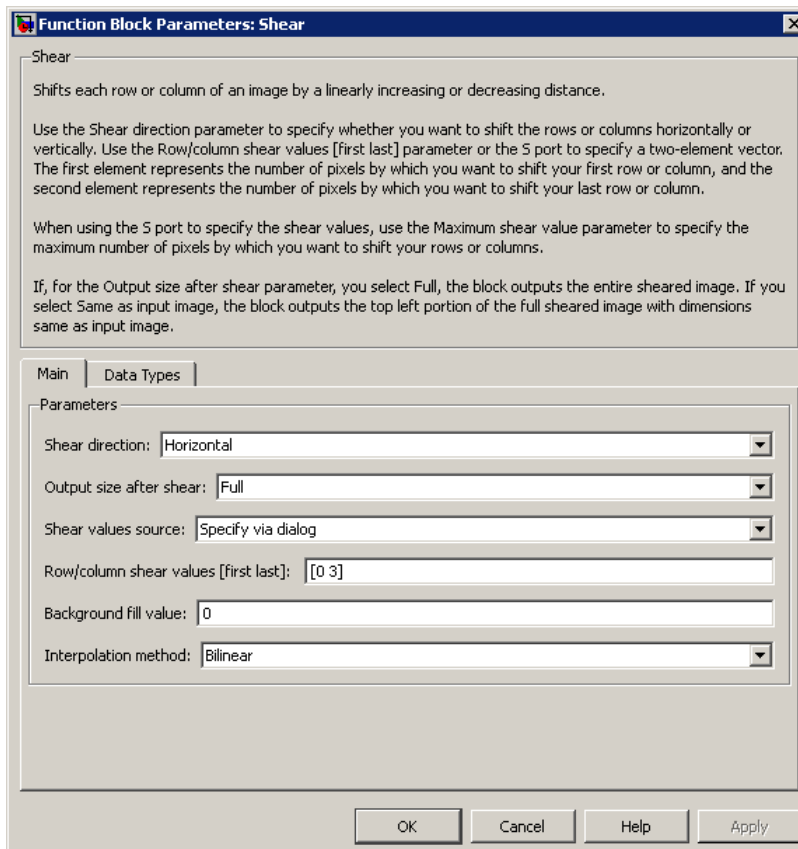 Function Block Parameters: Shear
Shear
Shifts each row or column of an image by a linearly increasing or decreasing distance.
Use the Shear direction parameter to specify whether you want to shift the rows or columns horizontally or
vertically. Use the Row/column shear values [first last] parameter or the S port to specify a two-element vector.
The first element represents the number of pixels by which you want to shift your first row or column, and the
second element represents the number of pixels by which you want to shift your last row or column.
When using the S port to specify the shear values, use the Maximum shear value parameter to specify the
maximum number of pixels by which you want to shift your rows or columns.
If, for the Output size after shear parameter, you select Full, the block outputs the entire sheared image. If you
select Same as input image, the block outputs the top left portion of the full sheared image with dimensions
same as input image.
Main Data Types
Parameters
Shear direction: Horizontal
Output size after shear: Full
Shear values source: Specify via dialog
Row/column shear values [first last]: [0 3]
Background fill value: 0
Interpolation method: Bilinear
OK Cancel Help Apply